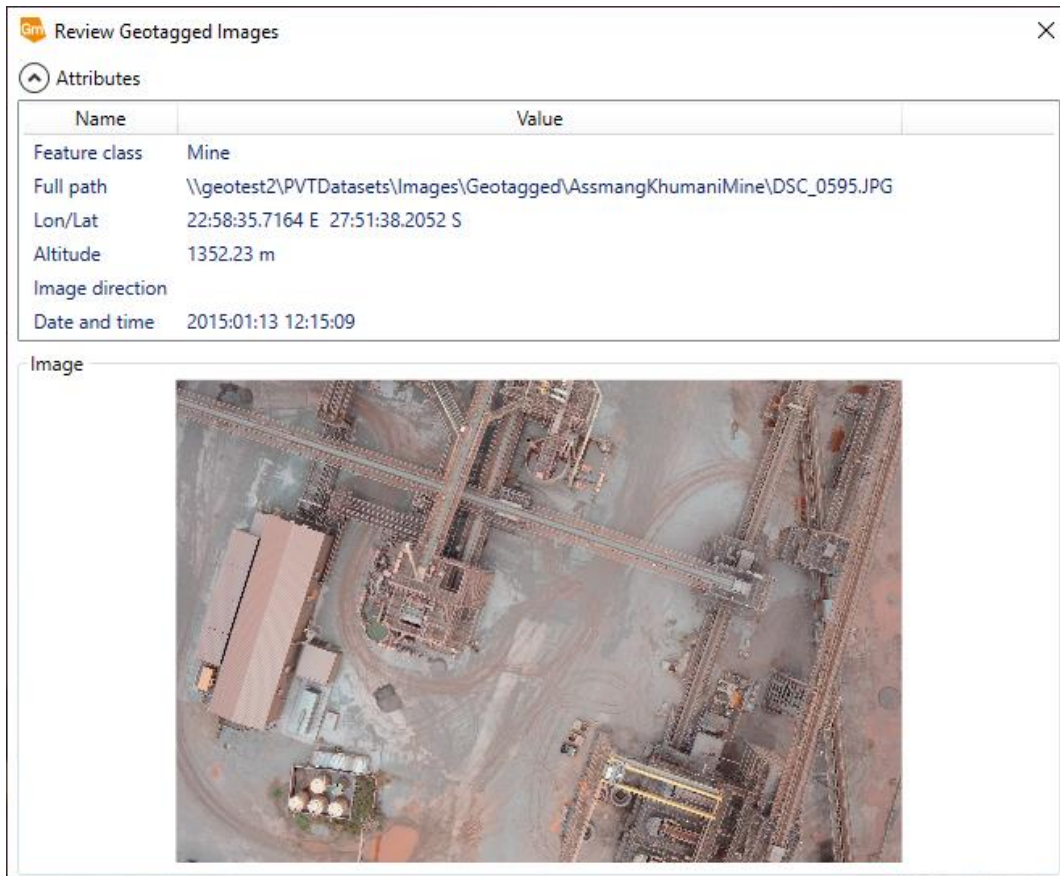 Gm Review Geotagged Images
Attributes
Name Value
Feature class Mine
Full path \\geotest2\PVTDatasets\Images\Geotagged\AssmangKhumaniMine\DSC_0595.JPG
Lon/Lat 22:58:35.7164 E 27:51:38.2052 S
Altitude 1352.23 m
Image direction
Date and time 2015:01:13 12:15:09
Image